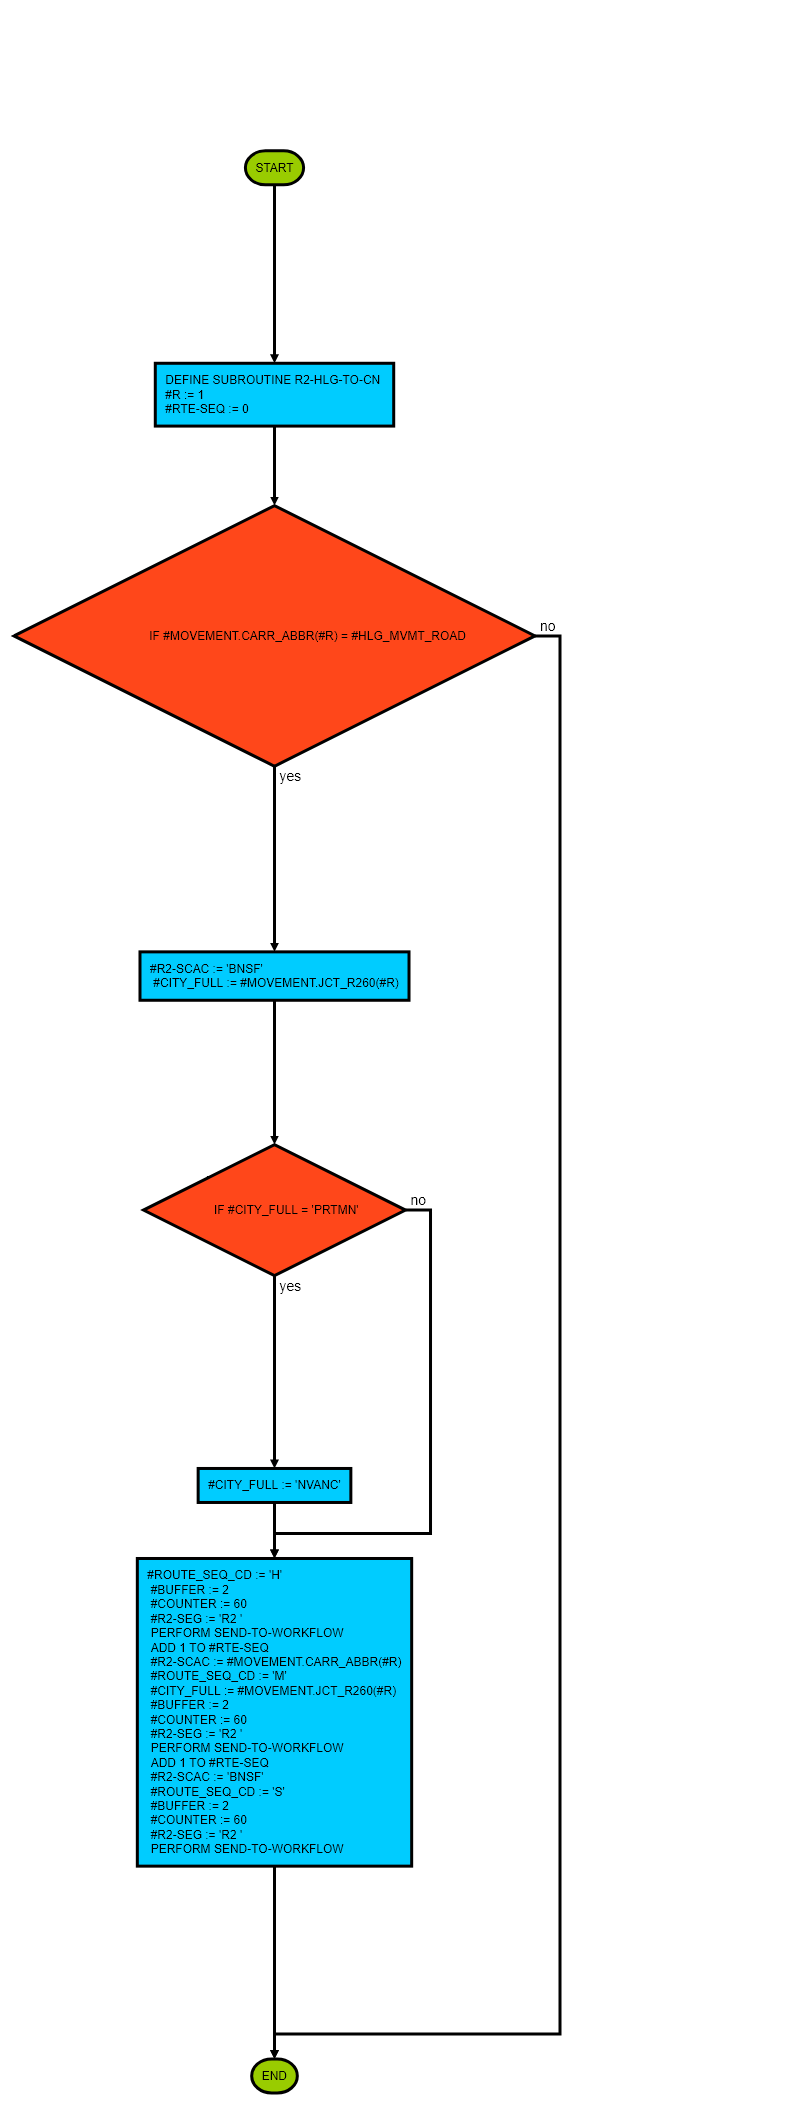 START
DEFINE SUBROUTINE R2-HLG-TO-CN
#R := 1
#RTE-SEQ := 0
IF #MOVEMENT.CARR_ABBR(#R) = #HLG_MVMT_ROAD
no
yes
#R2-SCAC := 'BNSF'
#CITY_FULL := #MOVEMENT.JCT_R260(#R)
IF #CITY_FULL = 'PRTMN'
no
yes
#CITY_FULL := 'NVANC'
#ROUTE_SEQ_CD := 'H'
#BUFFER := 2
#COUNTER := 60
#R2-SEG := 'R2 '
PERFORM SEND-TO-WORKFLOW
ADD 1 TO #RTE-SEQ
#R2-SCAC := #MOVEMENT.CARR_ABBR(#R)
#ROUTE_SEQ_CD := 'M'
#CITY_FULL := #MOVEMENT.JCT_R260(#R)
#BUFFER := 2
#COUNTER := 60
#R2-SEG := 'R2 '
PERFORM SEND-TO-WORKFLOW
ADD 1 TO #RTE-SEQ
#R2-SCAC := 'BNSF'
#ROUTE_SEQ_CD := 'S'
#BUFFER := 2
#COUNTER := 60
#R2-SEG := 'R2 '
PERFORM SEND-TO-WORKFLOW
END